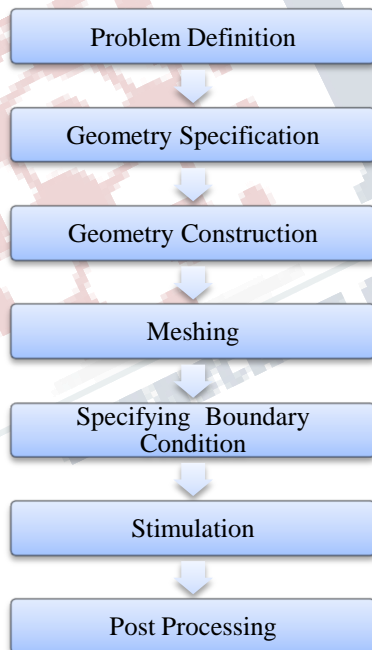 Problem Definition
Geometry Specification
Geometry Construction
Meshing
Specifying Boundary
Condition
Stimulation
Post Processing